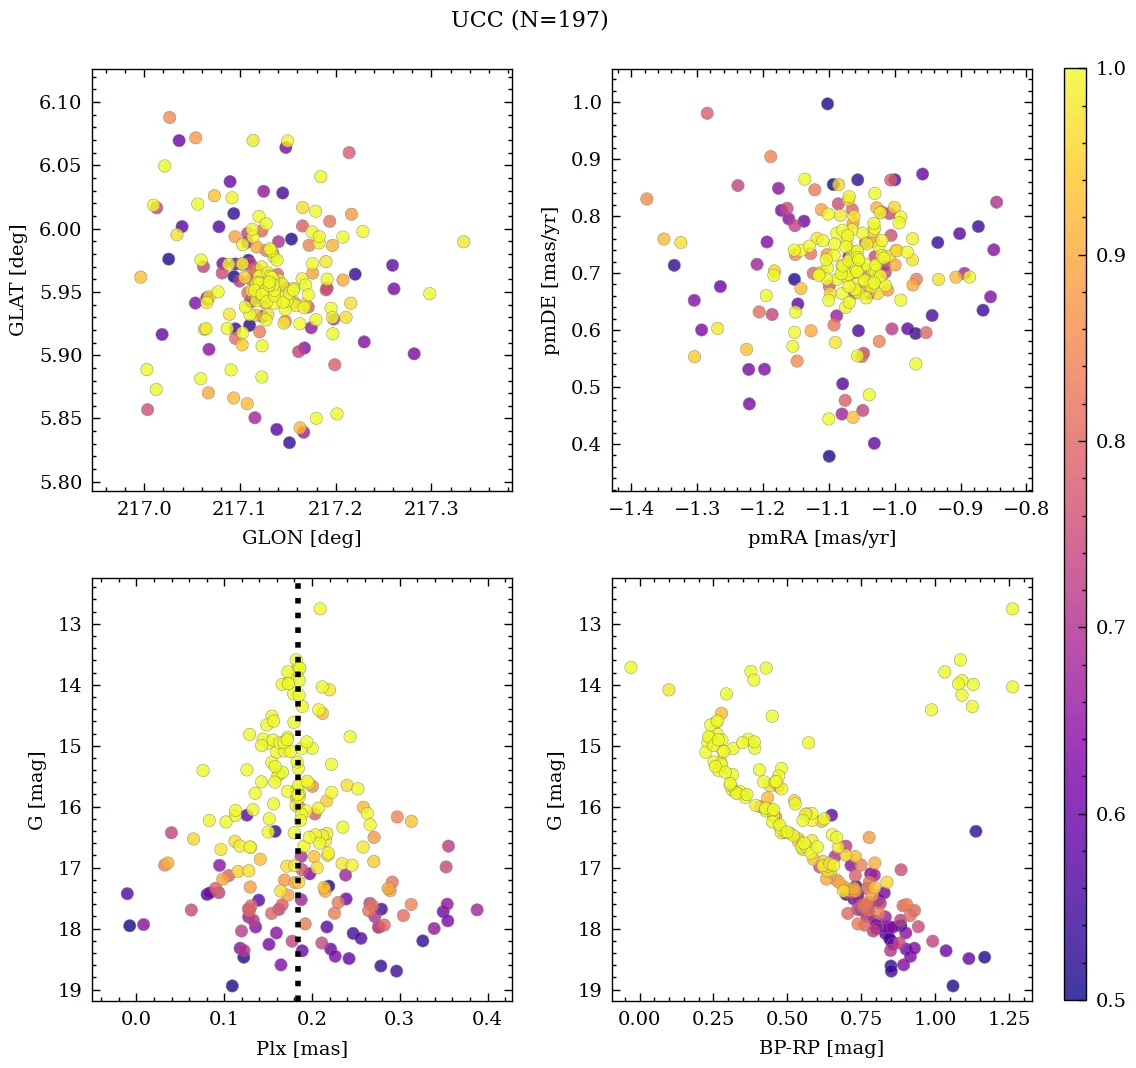 UCC (N=197)
6.10
6.05
6.00
5.95
5.90
5.85
5.80
GLAT [deg]
217.0 217.1 217.2 217.3
GLON [deg]
1.0
0.9
0.8
0.7
0.6
0.5
0.4
pmDE [mas/yr]
−1.4 −1.3 −1.2 −1.1 −1.0 −0.9 −0.8
pmRA [mas/yr]
13
14
15
16
17
18
19
G [mag]
0.0 0.1 0.2 0.3 0.4
Plx [mas]
13
14
15
16
17
18
19
G [mag]
0.00 0.25 0.50 0.75 1.00 1.25
BP-RP [mag]
1.0
0.9
0.8
0.7
0.6
0.5